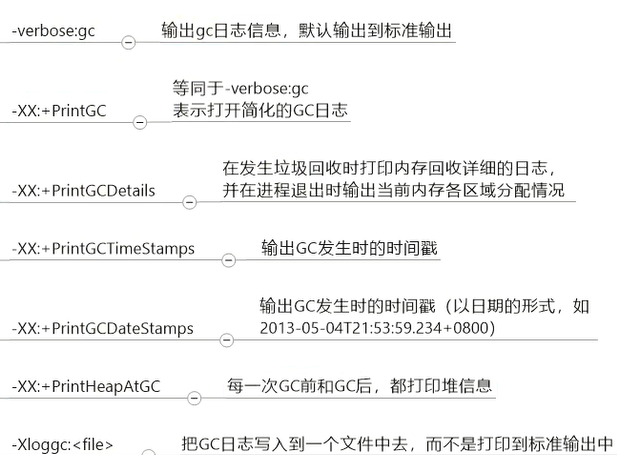 -verbose:gc 输出gc日志信息，默认输出到标准输出
等同于-verbose:gc
-XX:+PrintGC 表示打开简化的GC日志
在发生垃圾回收时打印内存回收详细的日志，
-XX:+PrintGCDetails 并在进程退出时输出当前内存各区域分配情况
-XX:+PrintGCTimeStamps 输出GC发生时的时间戳
输出GC发生时的时间戳（以日期的形式，如
-XX:+PrintGCDateStamps 2013-05-04T21:53:59.234+0800）
-XX:+PrintHeapAtGC 每一次GC前和GC后，都打印堆信息
-Xloggc:<file> 把GC日志写入到一个文件中去，而不是打印到标准输出中